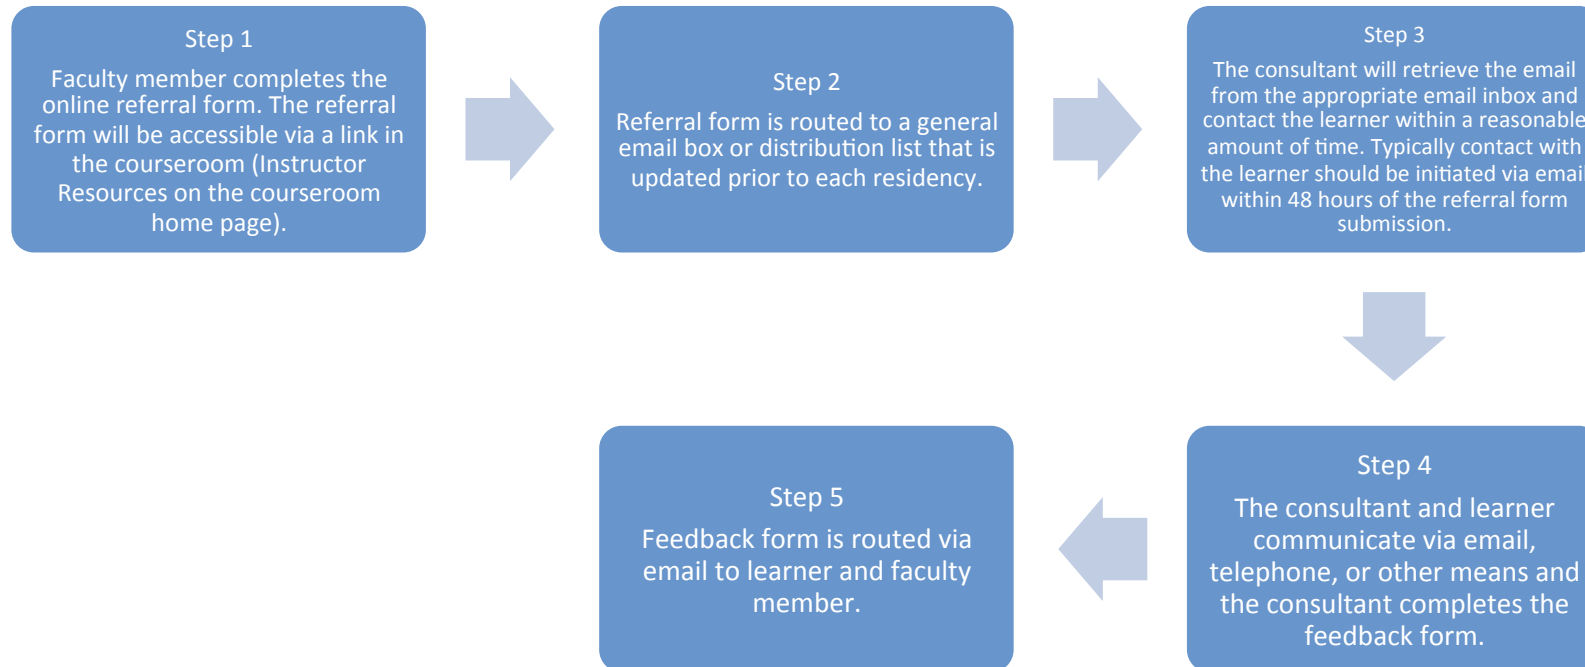 Step 1
Faculty member completes the
online referral form. The referral
form will be accessible via a link in
the courseroom (Instructor
Resources on the courseroom
home page).
Step 2
Referral form is routed to a general
email box or distribution list that is
updated prior to each residency.
Step 3
The consultant will retrieve the email
from the appropriate email inbox and
contact the learner within a reasonable
amount of time. Typically contact with
the learner should be initiated via email
within 48 hours of the referral form
submission.
Step 4
The consultant and learner
communicate via email,
telephone, or other means and
the consultant completes the
feedback form.
Step 5
Feedback form is routed via
email to learner and faculty
member.